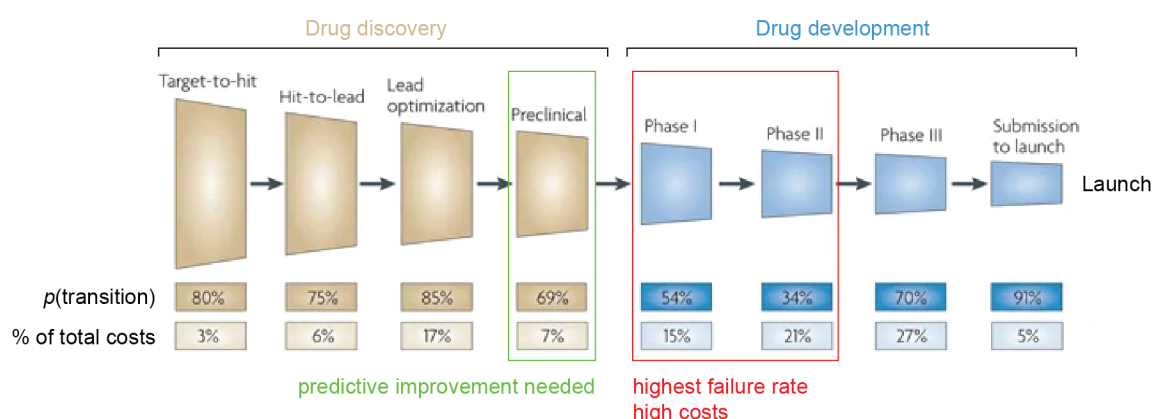 Drug discovery
Drug development
Target-to-hit
Hit-to-lead
Lead
optimization
Preclinical
Phase I
Phase II
Phase III
Submission
to launch
Launch
p(transition) 80% 75% 85% 69% 54% 34% 70% 91%
% of total costs 3% 6% 17% 7% 15% 21% 27% 5%
predictive improvement needed
highest failure rate
high costs